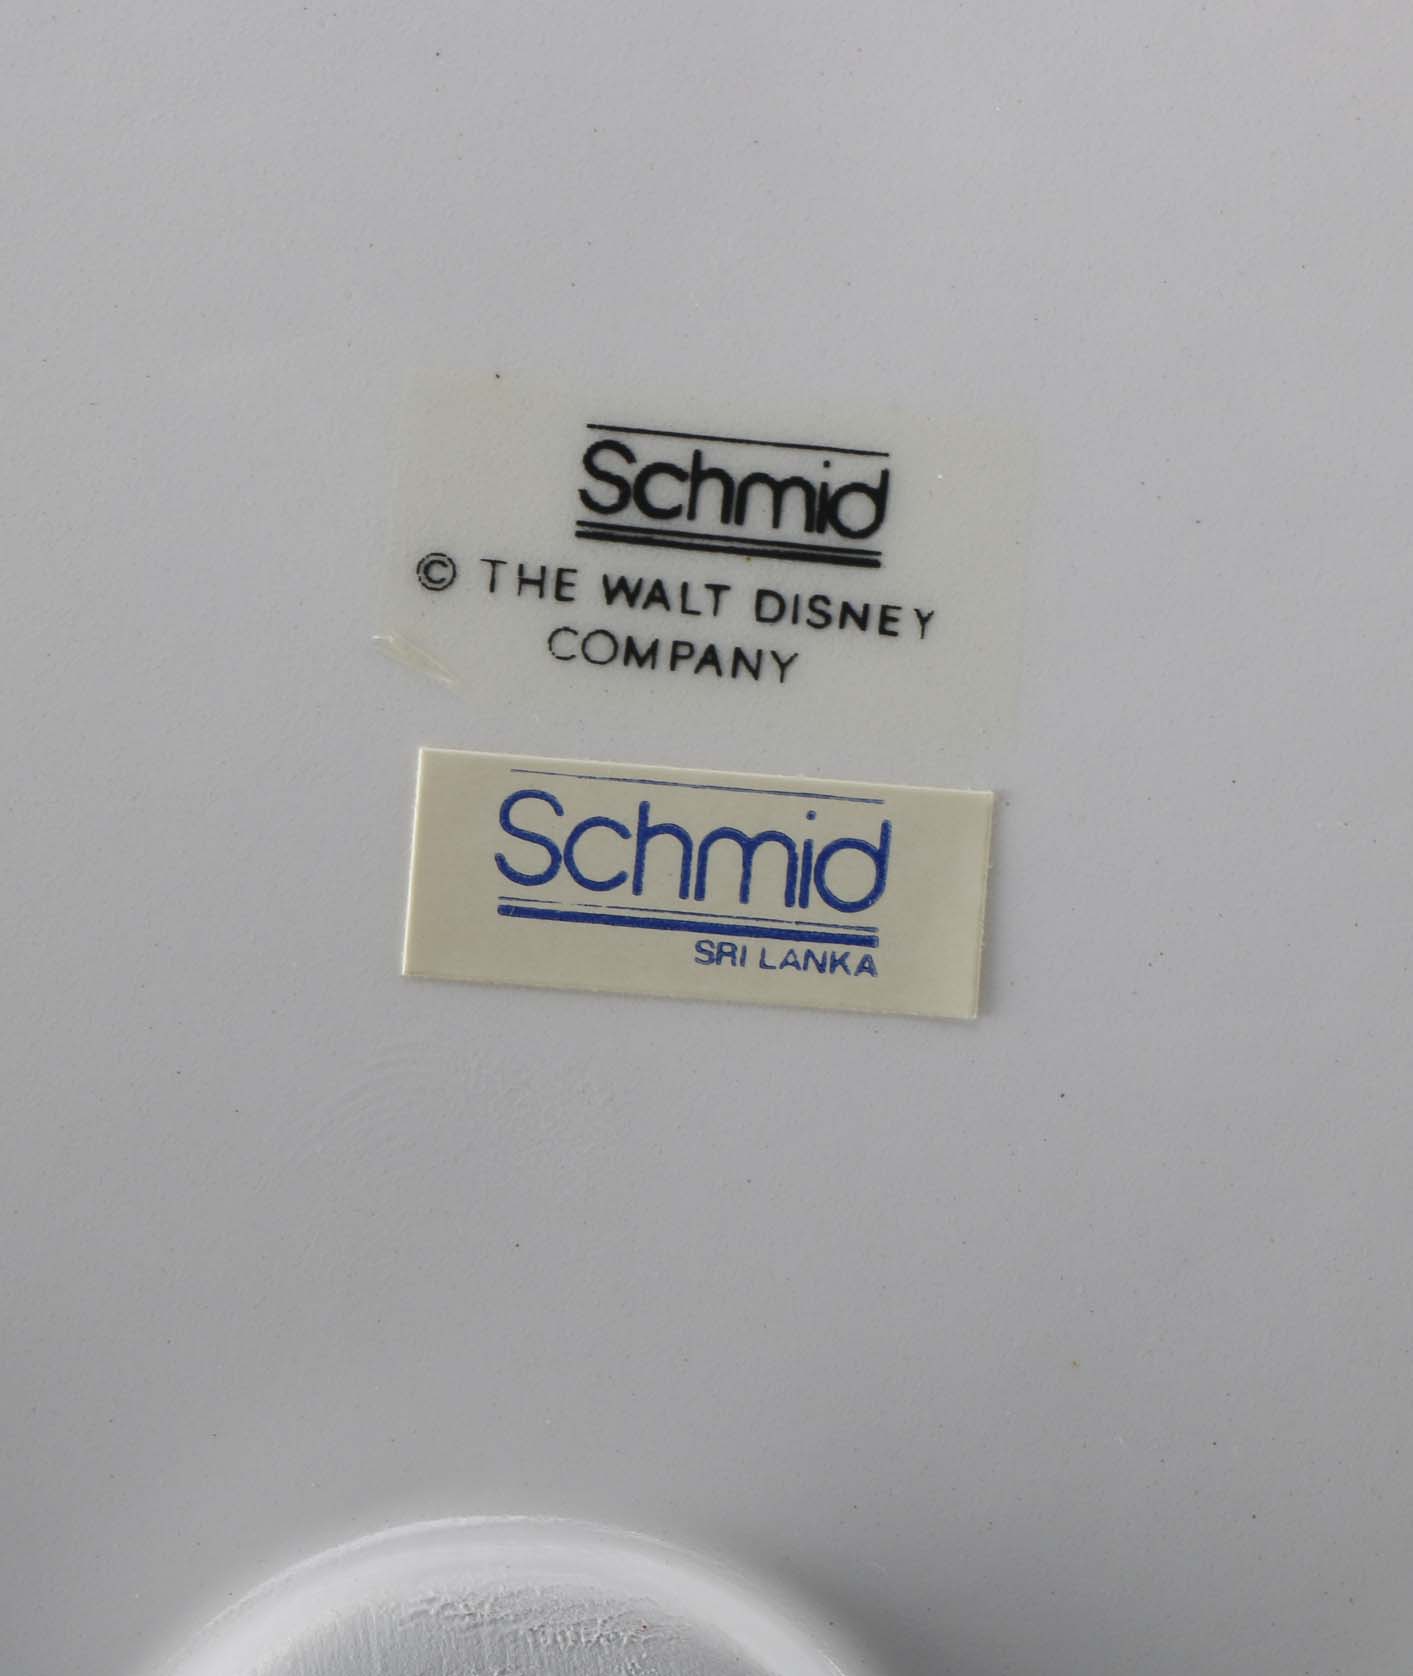 Schmid
© THE WALT DISNEY
COMPANY
Schmid
SRI LANKA